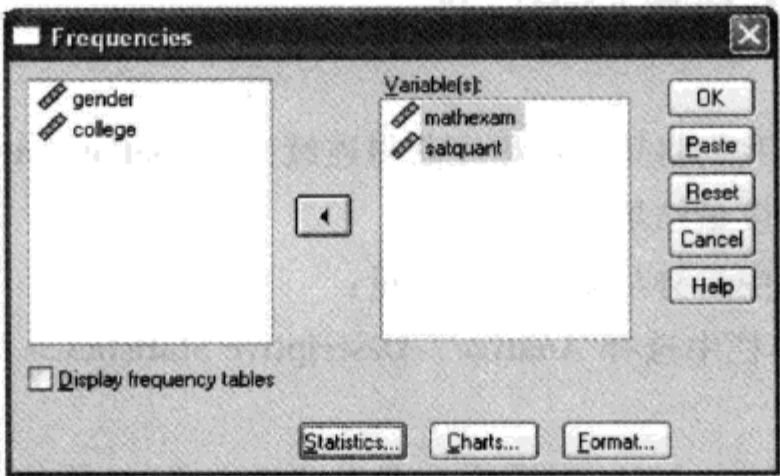 Frequencies
gender
college
Variable(s):
mathexam
satquant
OK
Paste
Reset
Cancel
Help
Display frequency tables
Statistics...
Charts...
Format...